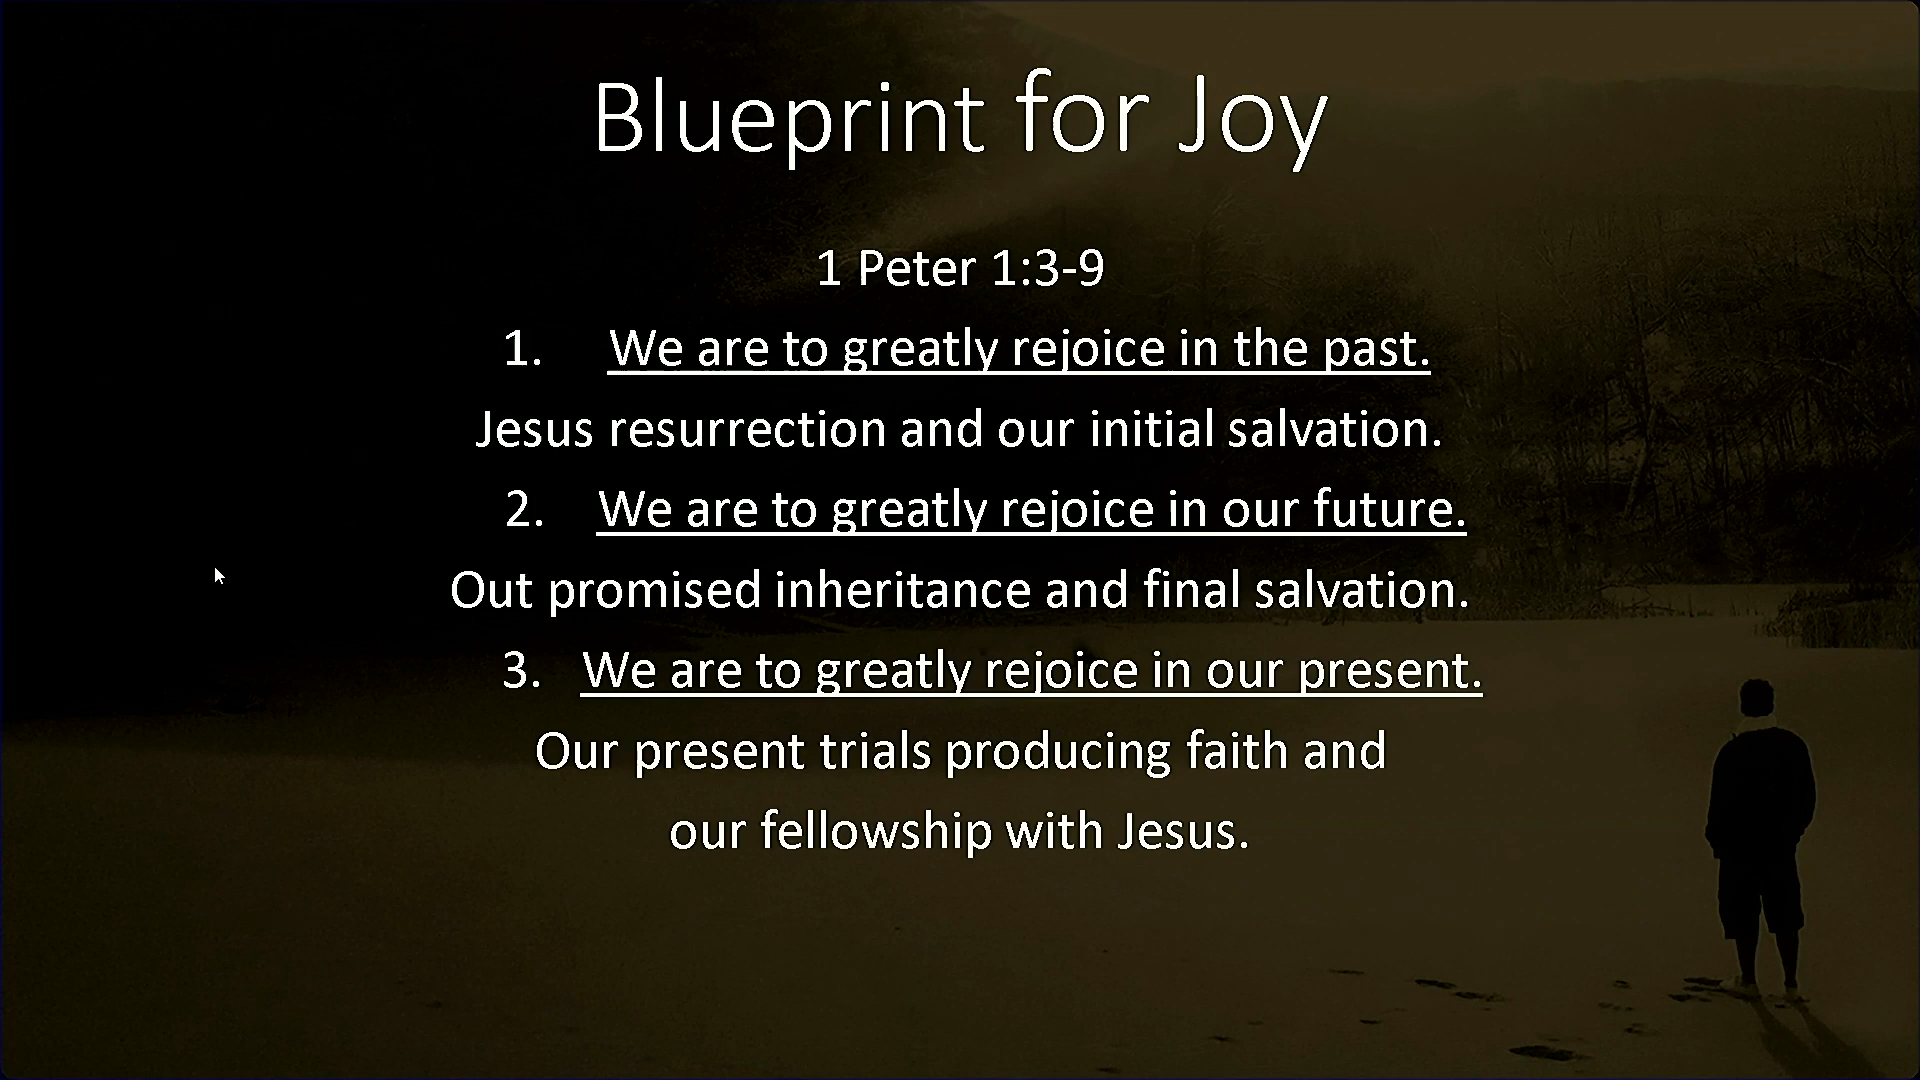 Blueprint for Joy
1 Peter 1:3-9
1. We are to greatly rejoice in the past.
Jesus resurrection and our initial salvation.
2. We are to greatly rejoice in our future.
Out promised inheritance and final salvation.
3. We are to greatly rejoice in our present.
Our present trials producing faith and
our fellowship with Jesus.